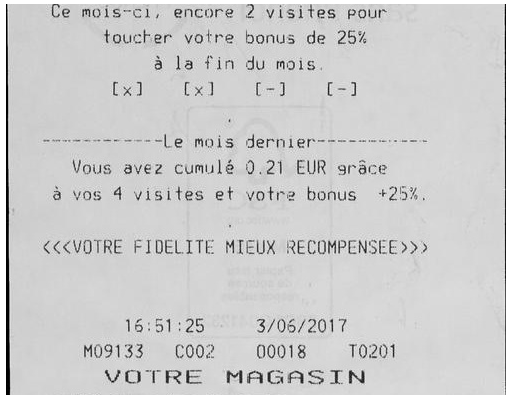 Ce mois-ci, encore 2 visites pour
toucher votre bonus de 25%
à la fin du mois.
[x] [x] [-] [-]
------------Le mois dernier-----------
Vous avez cumulé 0.21 EUR grâce
à vos 4 visites et votre bonus +25%.
<<<VOTRE FIDELITE MIEUX RECOMPENSEE>>>
16:51:25 3/06/2017
M09133 C002 00018 T0201
VOTRE MAGASIN